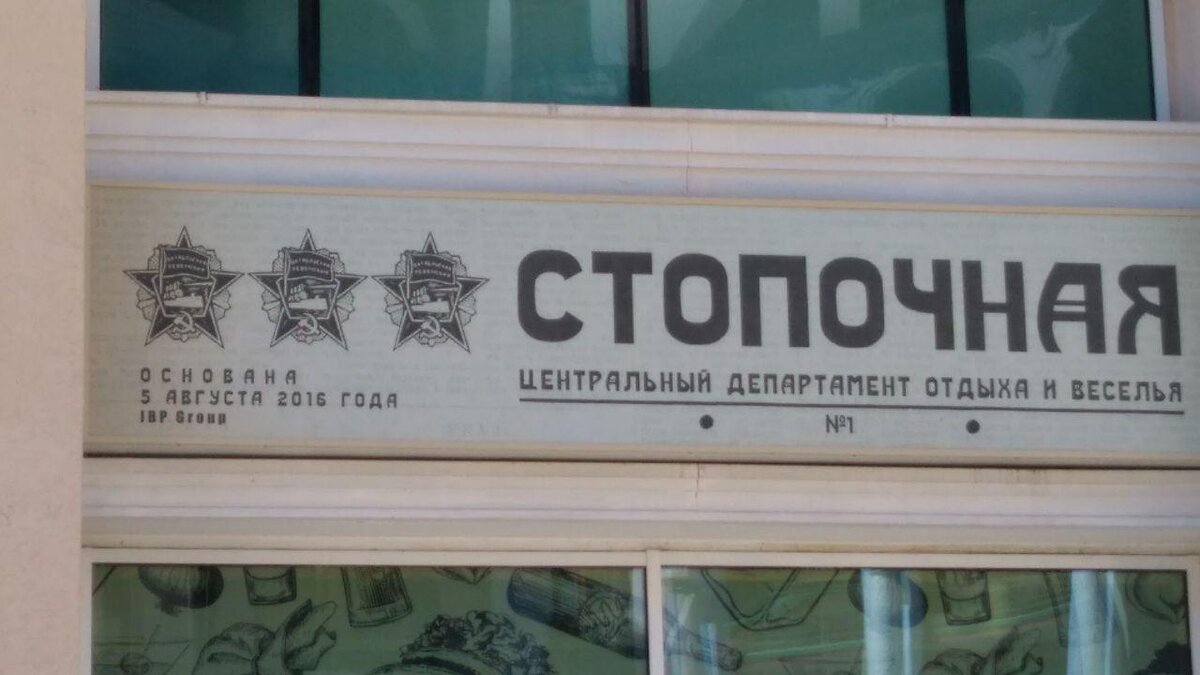 СТОПОЧНАЯ
ЦЕНТРАЛЬНЫЙ ДЕПАРТАМЕНТ ОТДЫХА И ВЕСЕЛЬЯ
№1
ОСНОВАНА
5 АВГУСТА 2016 ГОДА
IBP Group